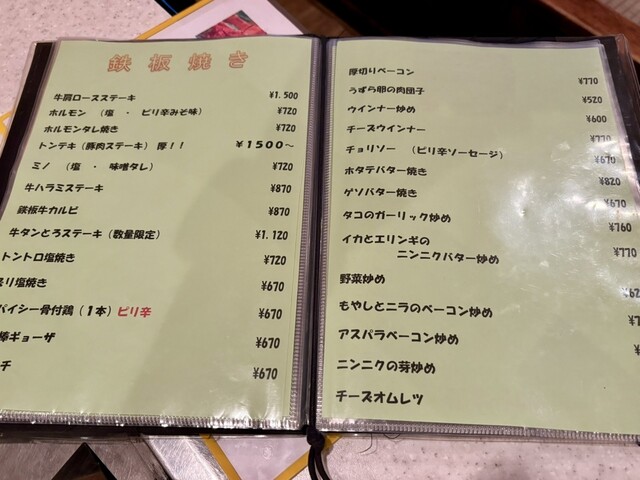 鉄板焼き
牛肩ロースステーキ ¥1.500
ホルモン (塩 ・ ピリ辛みそ味) ¥720
ホルモンタレ焼き ¥720
トンテキ(豚肉ステーキ) 厚!! ¥1500～
ミノ (塩 ・ 味噌タレ) ¥720
牛ハラミステーキ ¥870
鉄板牛カルビ ¥870
牛タンとろステーキ(数量限定) ¥1.120
トントロ塩焼き ¥720
塩焼き ¥670
パイシー骨付鶏(1本)ピリ辛 ¥670
棒ギョーザ ¥670
チ ¥670
厚切りベーコン ¥770
うずら卵の肉団子 ¥520
ウインナー炒め ¥600
チーズウインナー ¥770
チョリソー (ピリ辛ソーセージ) ¥670
ホタテバター焼き ¥820
ゲソバター焼き ¥670
タコのガーリック炒め ¥760
イカとエリンギの
ニンニクバター炒め ¥770
野菜炒め
もやしとニラのベーコン炒め
アスパラベーコン炒め
ニンニクの芽炒め
チーズオムレツ